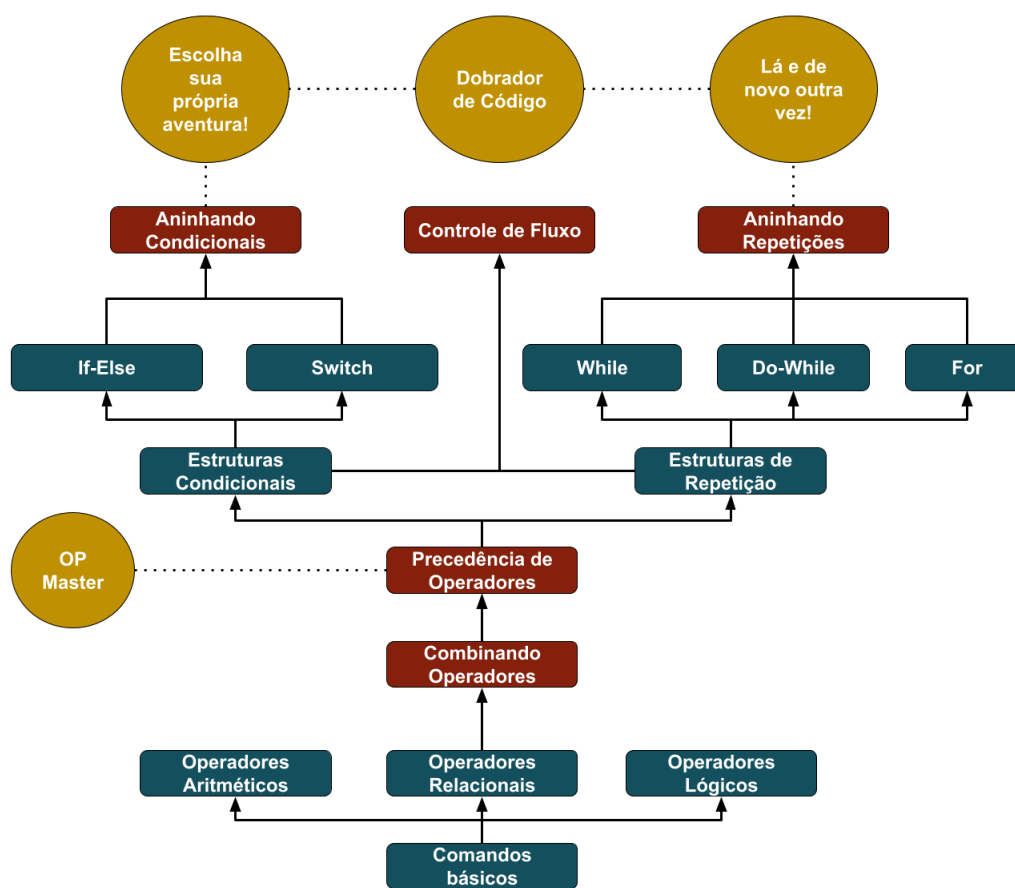 Escolha
sua
própria
aventura!
Dobrador
de Código
Lá e de
novo outra
vez!
Aninhando
Condicionais
Controle de Fluxo
Aninhando
Repetições
If-Else
Switch
While
Do-While
For
Estruturas
Condicionais
Estruturas de
Repetição
OP
Master
Precedência de
Operadores
Combinando
Operadores
Operadores
Aritméticos
Operadores
Relacionais
Operadores
Lógicos
Comandos
básicos